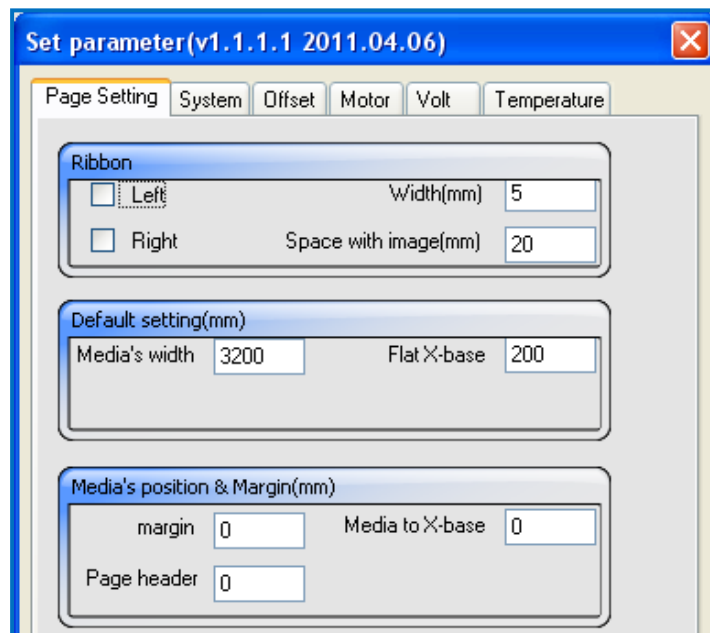 Set parameter(v1.1.1.1 2011.04.06)
Page Setting System Offset Motor Volt Temperature
Ribbon
Left Width(mm) 5
Right Space with image(mm) 20
Default setting(mm)
Media's width 3200 Flat X-base 200
Media's position & Margin(mm)
margin 0 Media to X-base 0
Page header 0